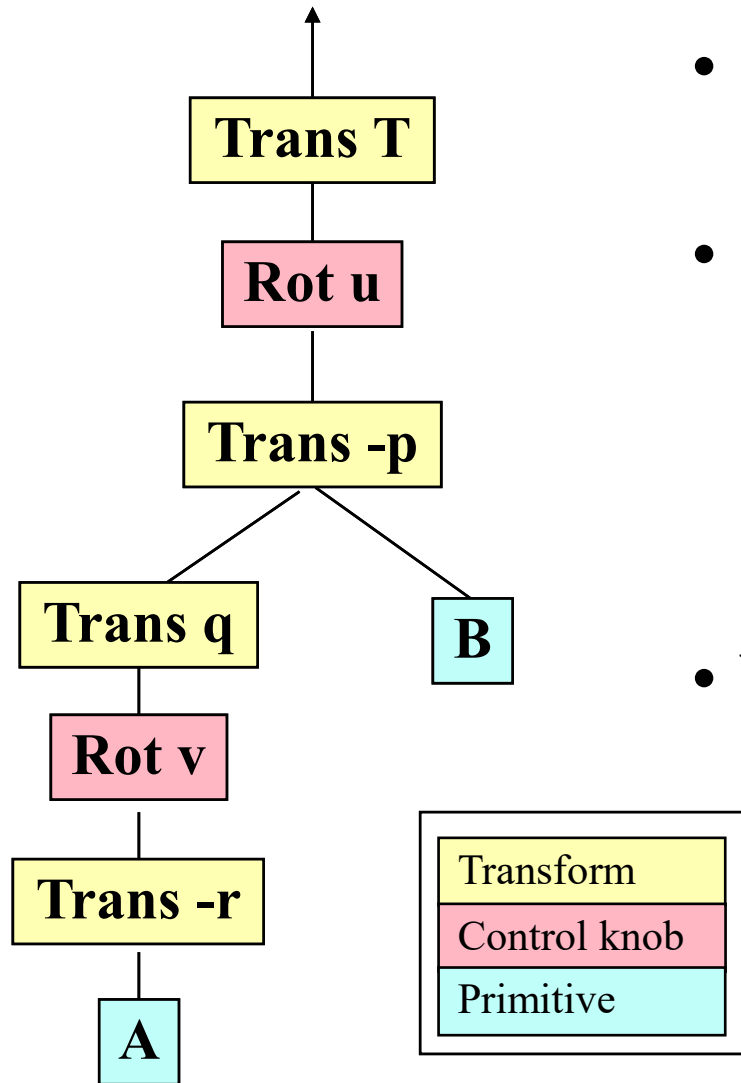 Trans T
Rot u
Trans -p
Trans q
B
Rot v
Trans -r
A
Transform
Control knob
Primitive